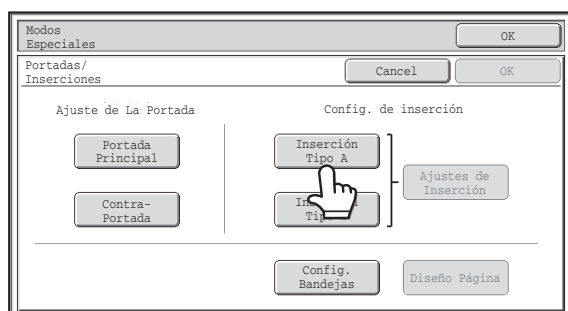 Modos
Especiales
OK
Portadas/
Inserciones
Cancel
OK
Ajuste de La Portada
Config. de inserción
Portada
Principal
Inserción
Tipo A
Ajustes de
Inserción
Contra-
Portada
Config.
Bandejas
Diseño Página